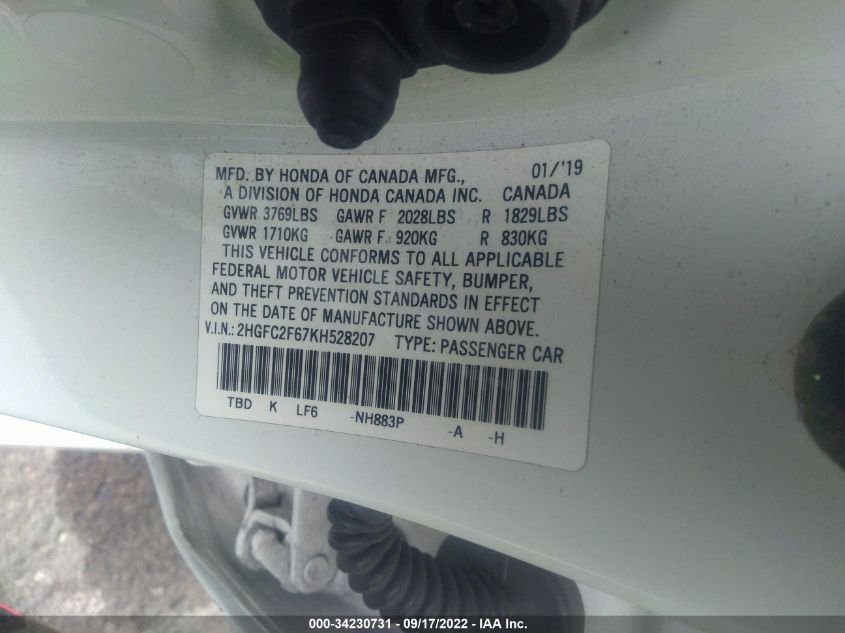 MFD. BY HONDA OF CANADA MFG., 01/'19
A DIVISION OF HONDA CANADA INC. CANADA
GVWR 3769LBS GAWR F 2028LBS R 1829LBS
GVWR 1710KG GAWR F 920KG R 830KG
THIS VEHICLE CONFORMS TO ALL APPLICABLE
FEDERAL MOTOR VEHICLE SAFETY, BUMPER,
AND THEFT PREVENTION STANDARDS IN EFFECT
ON THE DATE OF MANUFACTURE SHOWN ABOVE.
V.I.N.: 2HGFC2F67KH528207 TYPE: PASSENGER CAR
TBD K LF6 -NH883P -A -H
000-34230731 - 09/17/2022 - IAA Inc.